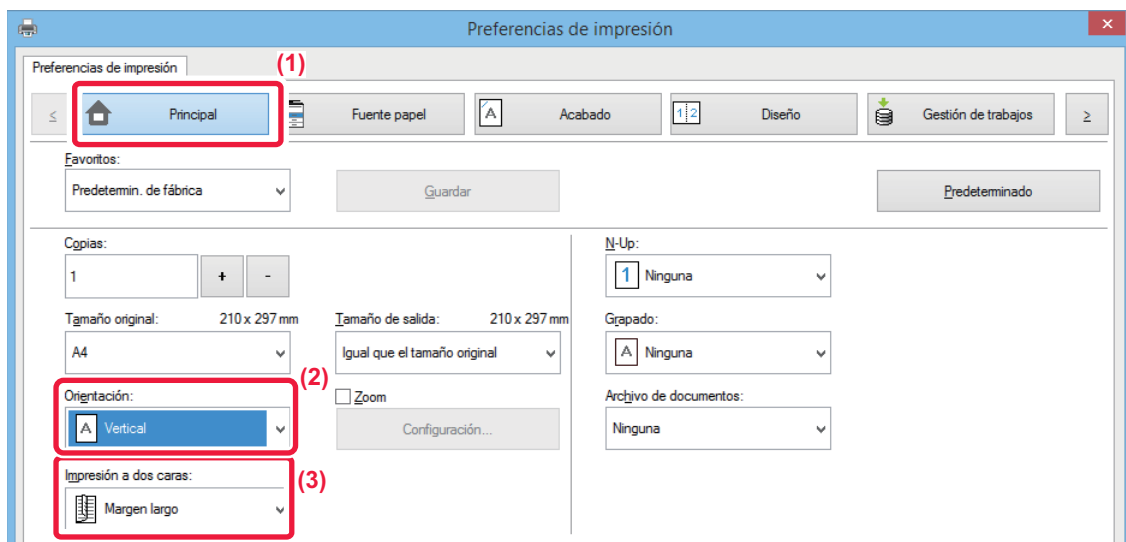 Preferencias de impresión
×
Preferencias de impresión
(1)
≤ Principal Fuente papel A Acabado 1 2 Diseño Gestión de trabajos ≥
Favoritos:
Predetermin. de fábrica Guardar Predeterminado
Copias: N-Up:
1 + - 1 Ninguna
Tamaño original: 210 x 297 mm Tamaño de salida: 210 x 297 mm Grapado:
A4 Igual que el tamaño original A Ninguna
(2)
Orientación: Zoom Archivo de documentos:
A Vertical Configuración... Ninguna
Impresión a dos caras: (3)
Margen largo